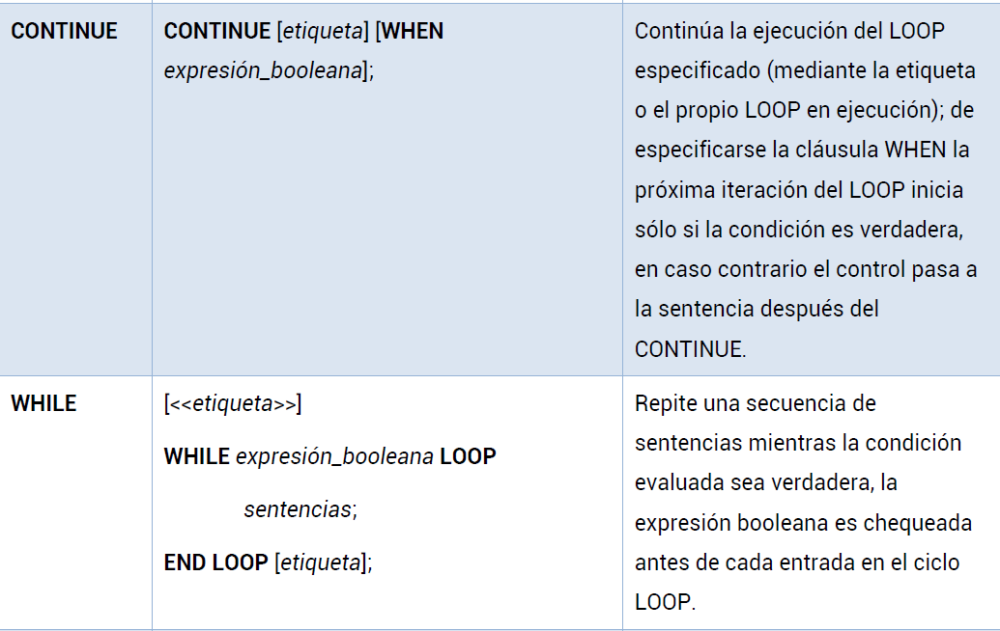 CONTINUE
CONTINUE [etiqueta] [WHEN
expresión_booleana];
Continúa la ejecución del LOOP
especificado (mediante la etiqueta
o el propio LOOP en ejecución); de
especificarse la cláusula WHEN la
próxima iteración del LOOP inicia
sólo si la condición es verdadera,
en caso contrario el control pasa a
la sentencia después del
CONTINUE.
WHILE
[<<etiqueta>>]
WHILE expresión_booleana LOOP
sentencias;
END LOOP [etiqueta];
Repite una secuencia de
sentencias mientras la condición
evaluada sea verdadera, la
expresión booleana es chequeada
antes de cada entrada en el ciclo
LOOP.